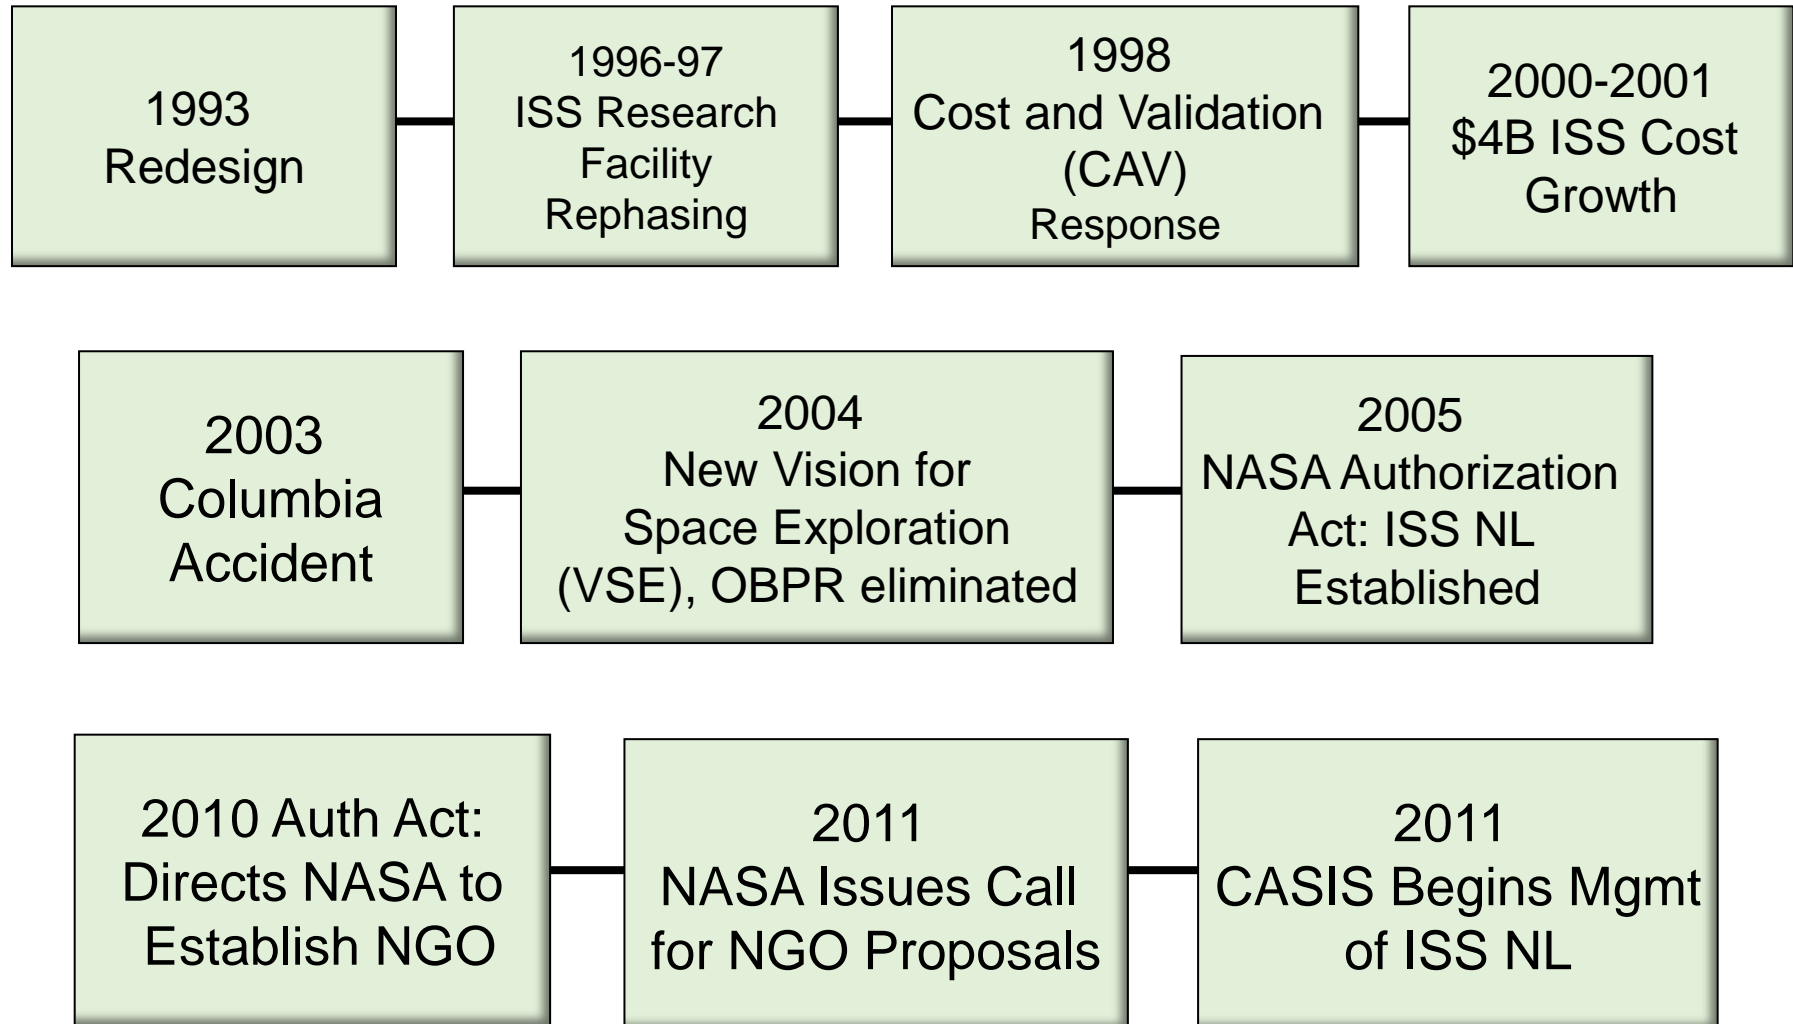 1993
Redesign
1996-97
ISS Research
Facility
Rephasing
1998
Cost and Validation
(CAV)
Response
2000-2001
$4B ISS Cost
Growth
2003
Columbia
Accident
2004
New Vision for
Space Exploration
(VSE), OBPR eliminated
2005
NASA Authorization
Act: ISS NL
Established
2010 Auth Act:
Directs NASA to
Establish NGO
2011
NASA Issues Call
for NGO Proposals
2011
CASIS Begins Mgmt
of ISS NL